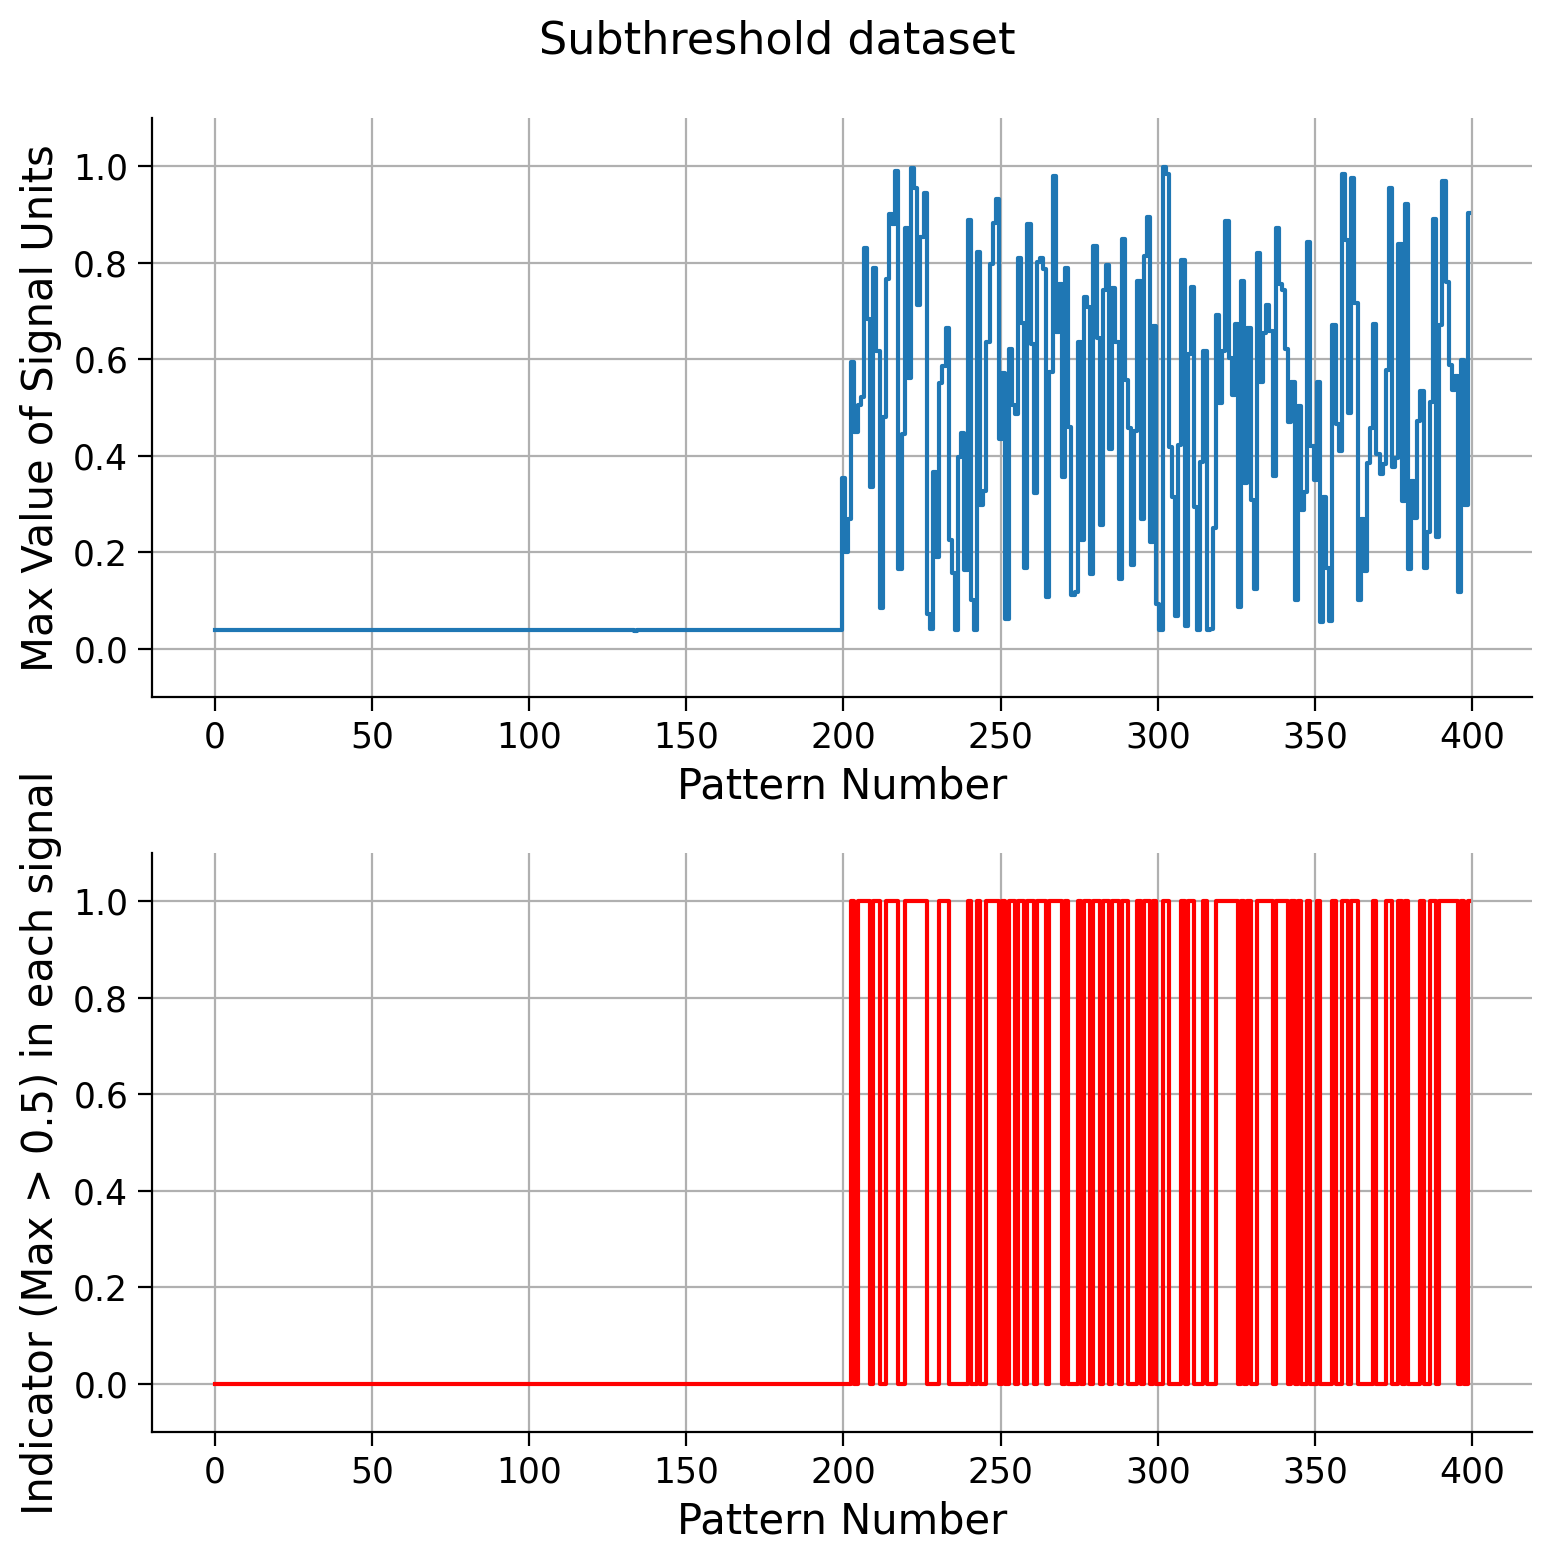 Subthreshold dataset
Max Value of Signal Units
1.0
0.8
0.6
0.4
0.2
0.0
0 50 100 150 200 250 300 350 400
Pattern Number
Indicator (Max > 0.5) in each signal
1.0
0.8
0.6
0.4
0.2
0.0
0 50 100 150 200 250 300 350 400
Pattern Number